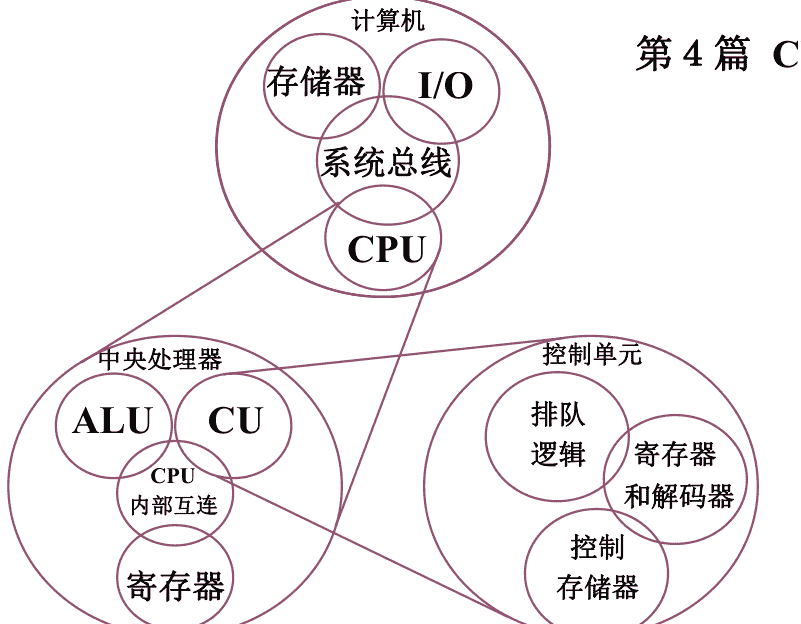 计算机
第 4 篇 C
存储器
I/O
系统总线
CPU
中央处理器
ALU
CU
CPU
内部互连
寄存器
控制单元
排队
逻辑
寄存器
和解码器
控制
存储器